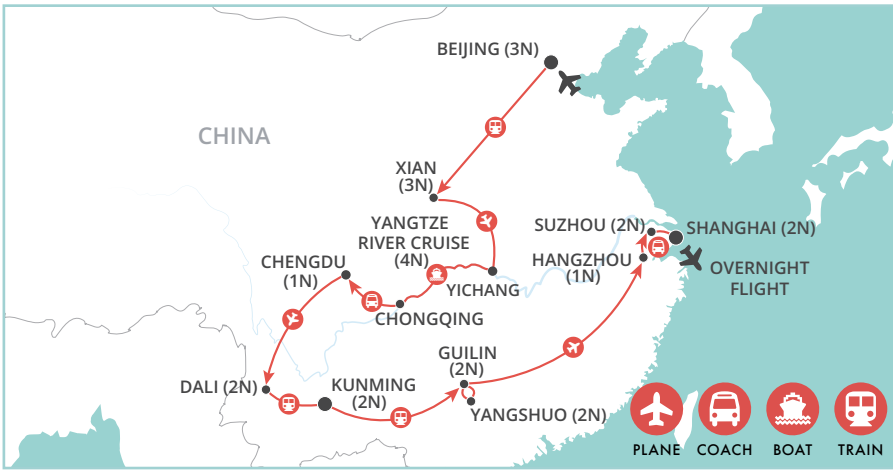 BEIJING (3N)
CHINA
XIAN
(3N)
YANGTZE
RIVER CRUISE
(4N)
SUZHOU (2N)
SHANGHAI (2N)
CHENGDU
(1N)
HANGZHOU
(1N)
OVERNIGHT
FLIGHT
YICHANG
CHONGQING
GUILIN
(2N)
DALI (2N)
KUNMING
(2N)
YANGSHUO (2N)
PLANE
COACH
BOAT
TRAIN